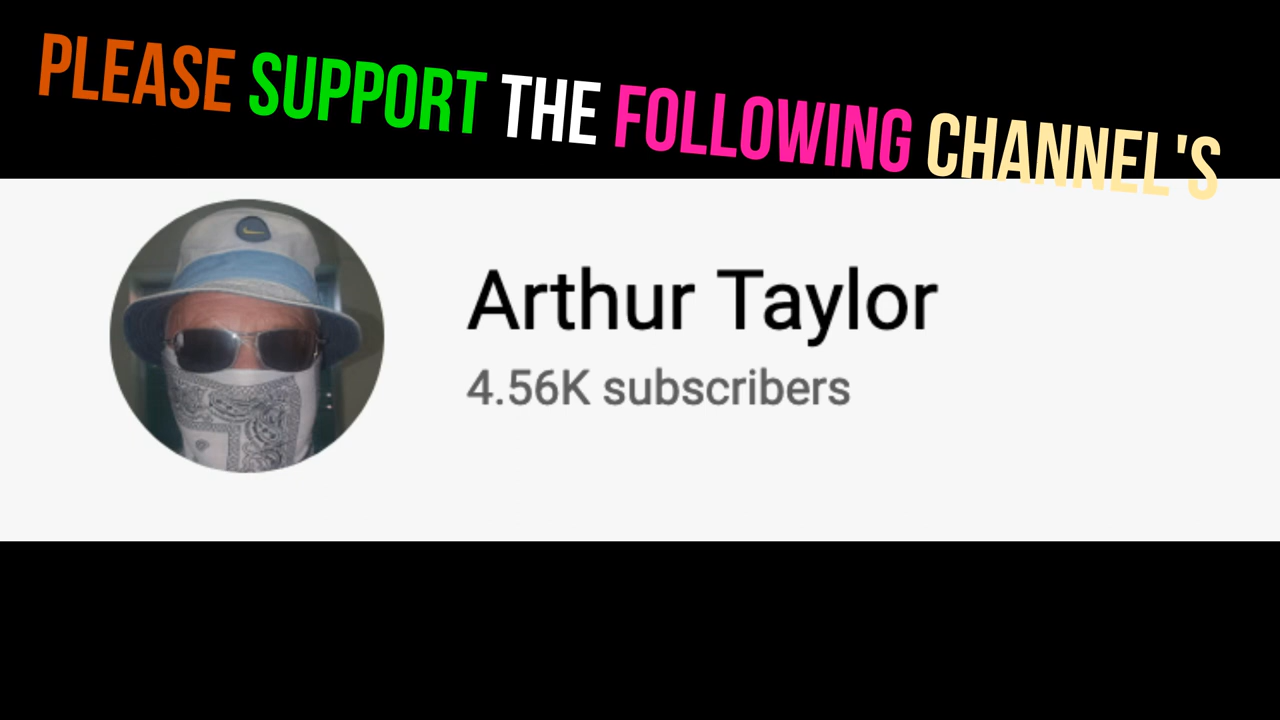 PLEASE SUPPORT THE FOLLOWING CHANNEL'S
Arthur Taylor
4.56K subscribers